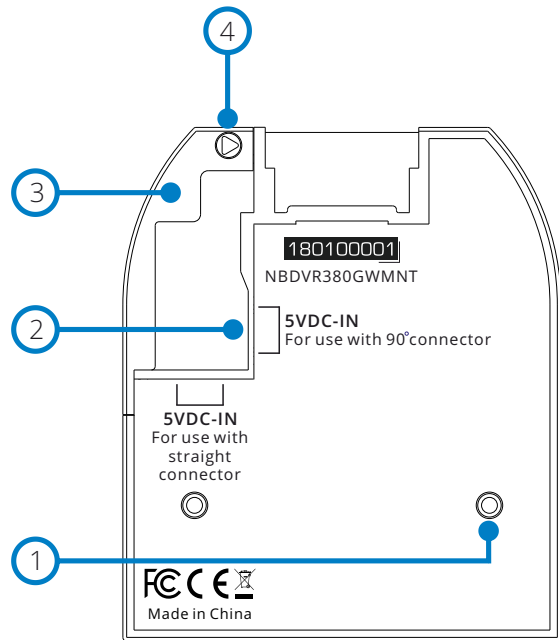 4
3
180100001
NBDVR380GWMNT
2
5VDC-IN
For use with 90°connector
5VDC-IN
For use with
straight
connector
1
FC CE
Made in China